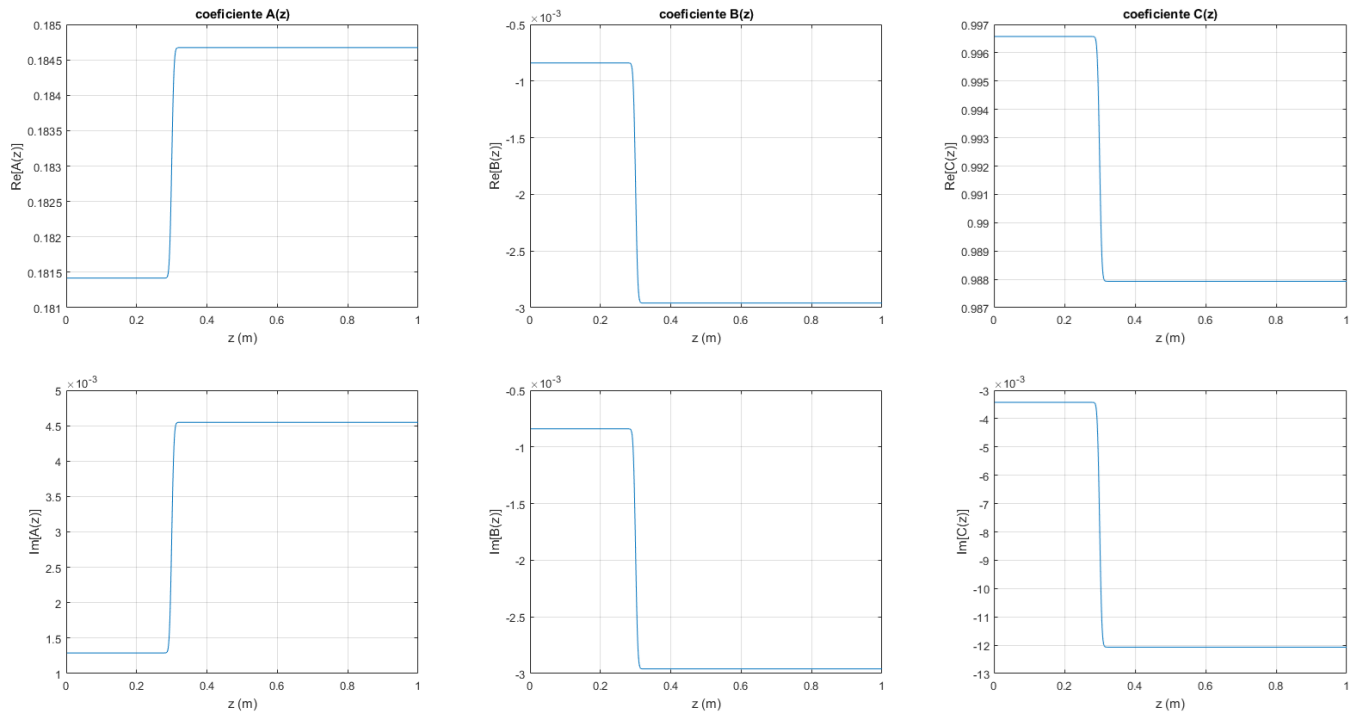 coeficiente A(z)
Re[A(z)]
0.185
0.1845
0.184
0.1835
0.183
0.1825
0.182
0.1815
0.181
0 0.2 0.4 0.6 0.8 1
z (m)
coeficiente B(z)
×10-3
Re[B(z)]
-0.5
-1
-1.5
-2
-2.5
-3
0 0.2 0.4 0.6 0.8 1
z (m)
coeficiente C(z)
Re[C(z)]
0.997
0.996
0.995
0.994
0.993
0.992
0.991
0.99
0.989
0.988
0.987
0 0.2 0.4 0.6 0.8 1
z (m)
×10-3
Im[A(z)]
5
4.5
4
3.5
3
2.5
2
1.5
1
0 0.2 0.4 0.6 0.8 1
z (m)
×10-3
Im[B(z)]
-0.5
-1
-1.5
-2
-2.5
-3
0 0.2 0.4 0.6 0.8 1
z (m)
×10-3
Im[C(z)]
-3
-4
-5
-6
-7
-8
-9
-10
-11
-12
-13
0 0.2 0.4 0.6 0.8 1
z (m)